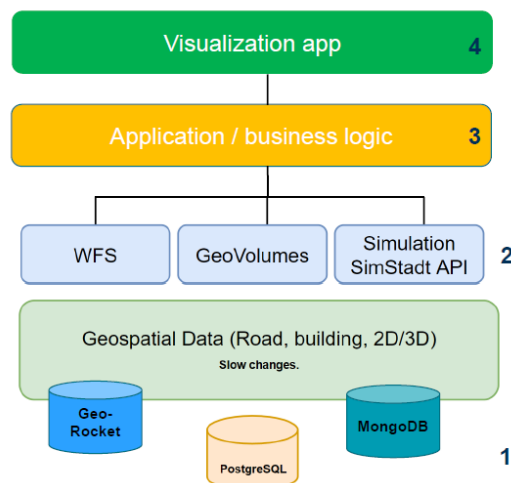 Visualization app
4
Application / business logic
3
WFS
GeoVolumes
Simulation
SimStadt API
2
Geospatial Data (Road, building, 2D/3D)
Slow changes.
Geo-
Rocket
MongoDB
PostgreSQL
1